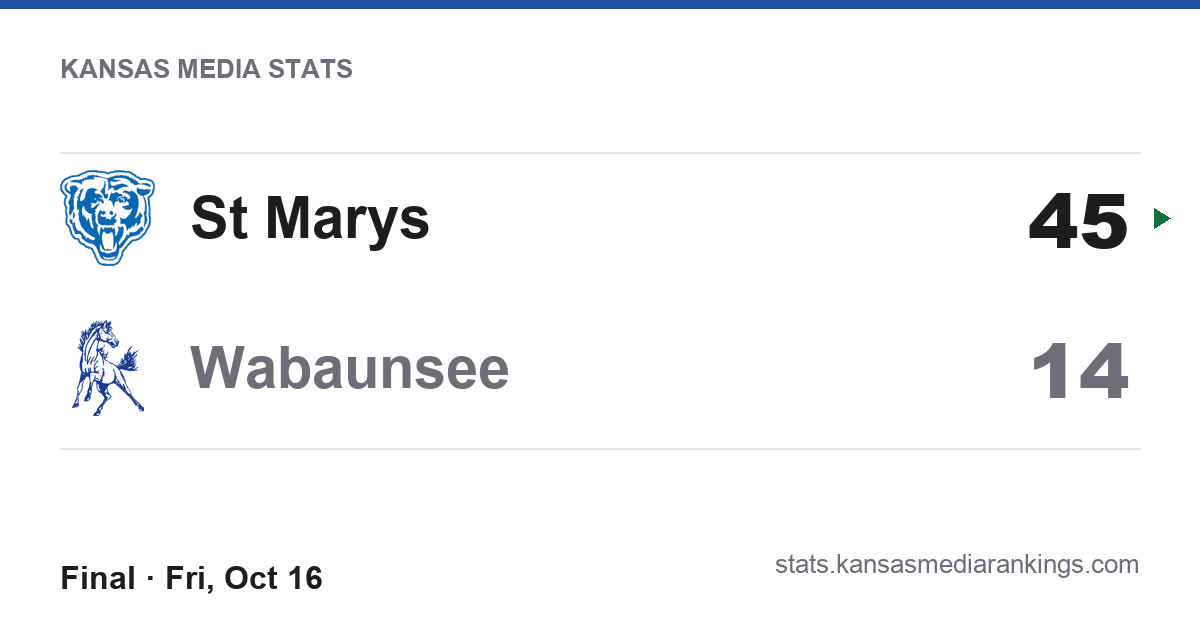 KANSAS MEDIA STATS
St Marys 45
Wabaunsee 14
Final · Fri, Oct 16
stats.kansasmediarankings.com